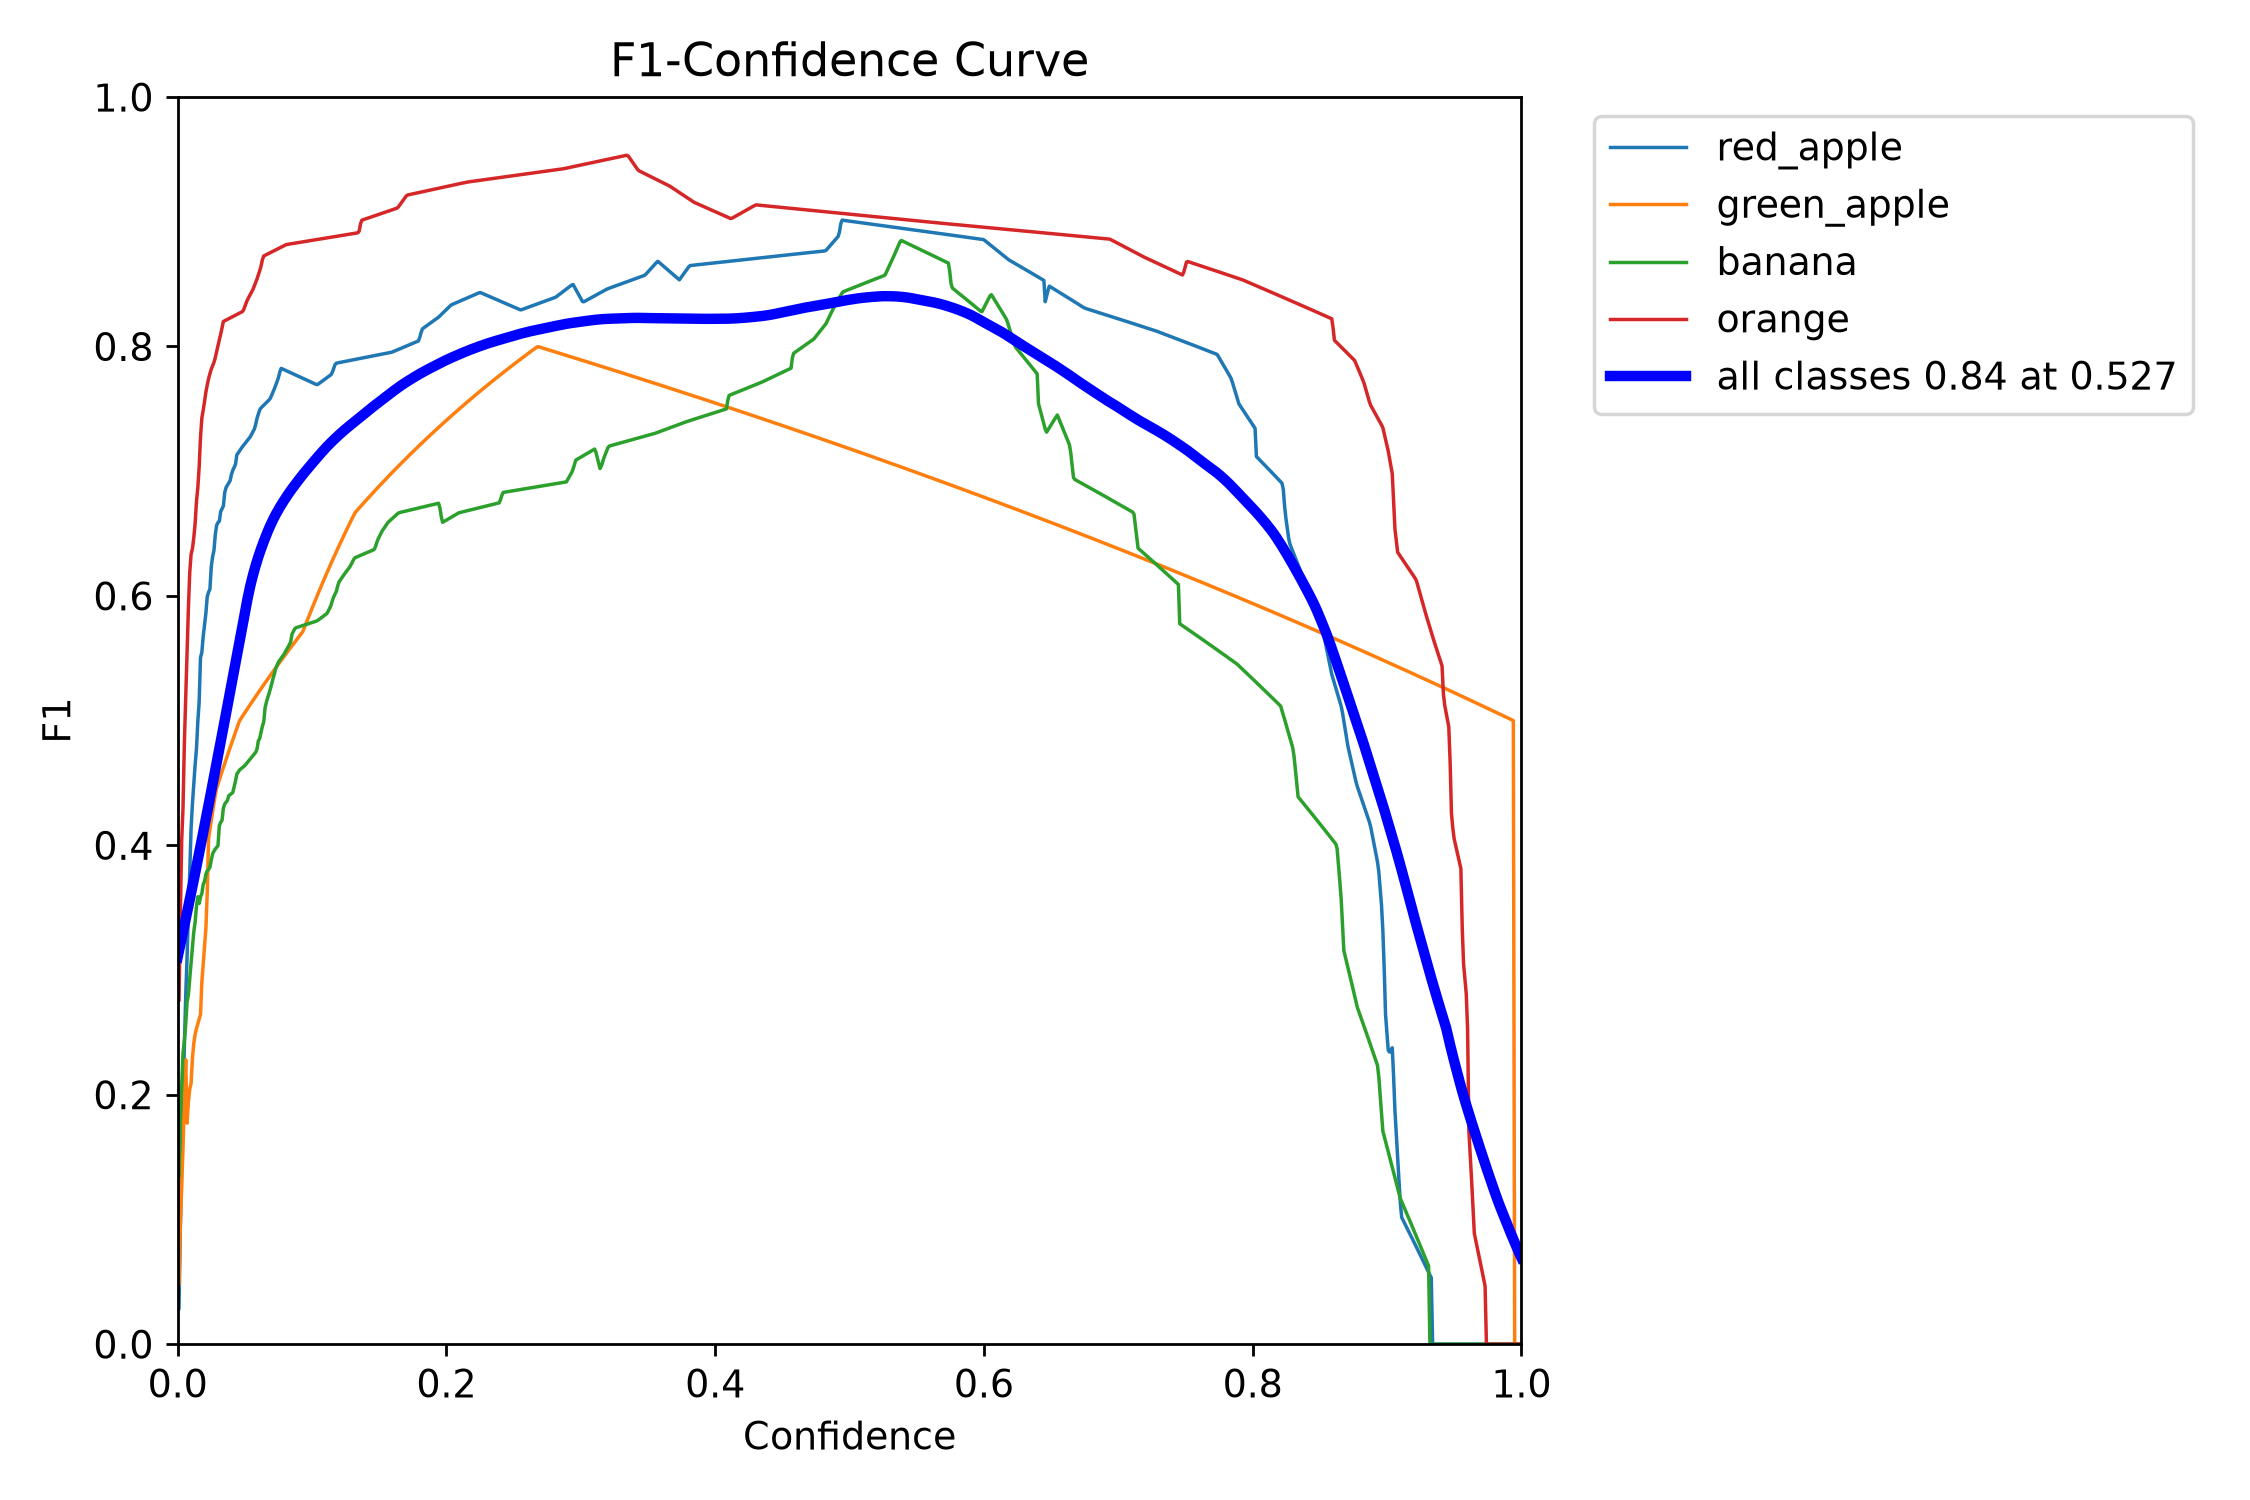 F1-Confidence Curve
1.0
0.8
0.6
0.4
0.2
0.0
F1
0.0 0.2 0.4 0.6 0.8 1.0
Confidence
red_apple
green_apple
banana
orange
all classes 0.84 at 0.527